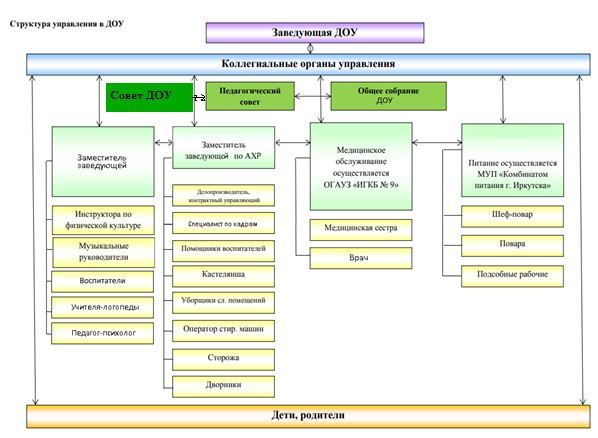 Структура управления в ДОУ
Заведующая ДОУ
Коллегиальные органы управления
Совет ДОУ
Педагогический
совет
Общее собрание
ДОУ
Заместитель
заведующей
Заместитель
заведующей по АХР
Медицинское
обслуживание
осуществляется
ОГАУЗ «ИГКБ № 9»
Питание осуществляется
МУП «Комбинатом
питания г. Иркутска»
Инструктора по
физической культуре
Музыкальные
руководители
Воспитатели
Учителя-логопеды
Педагог-психолог
Делопроизводитель,
контрактный управляющий
Специалист по кадрам
Помощники воспитателей
Кастелянша
Уборщики сл. помещений
Оператор стир. машин
Сторожа
Дворники
Медицинская сестра
Врач
Шеф-повар
Повара
Подсобные рабочие
Дети, родители